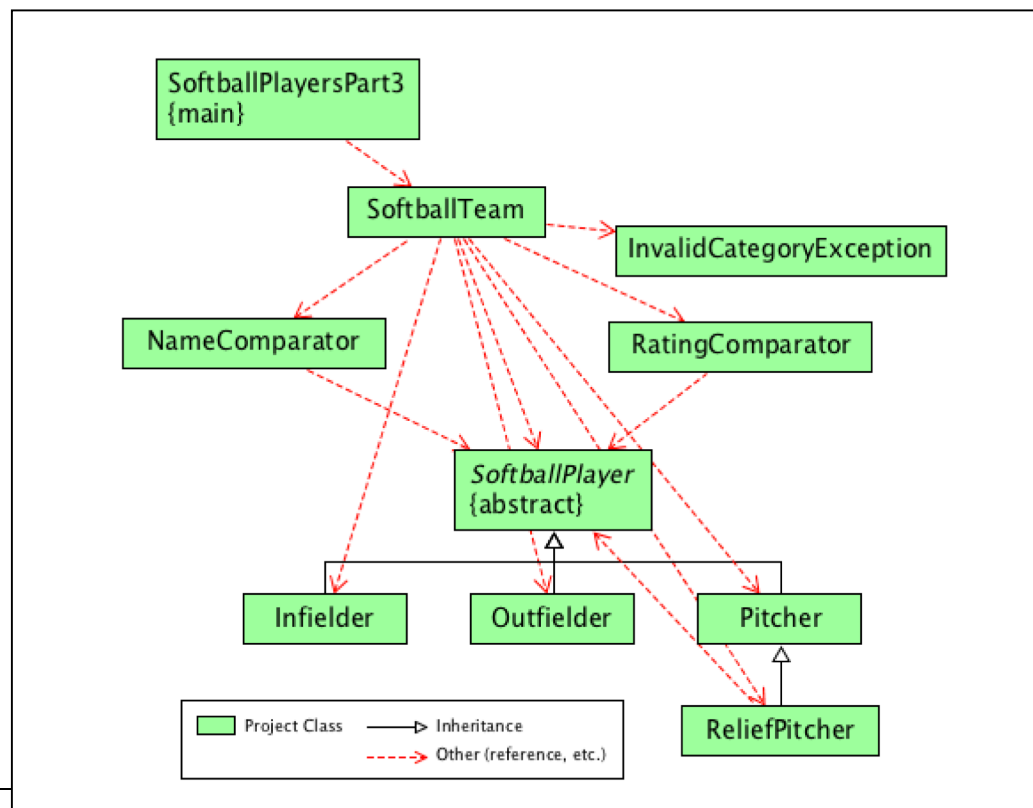 SoftballPlayersPart3
{main}
SoftballTeam
InvalidCategoryException
NameComparator
RatingComparator
SoftballPlayer
{abstract}
Infielder
Outfielder
Pitcher
ReliefPitcher
Project Class
Inheritance
Other (reference, etc.)